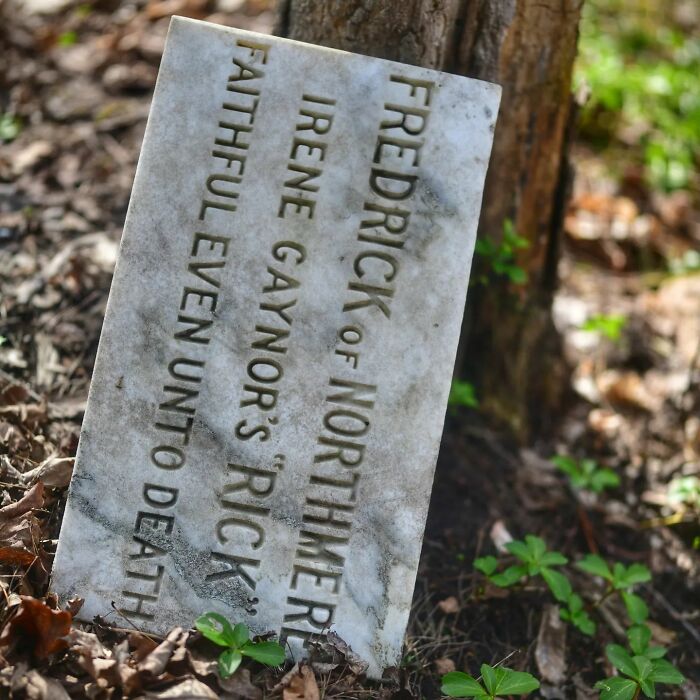 FREDRICK OF NORTHMERE
IRENE GAYNOR'S "RICK"
FAITHFUL EVEN UNTO DEATH